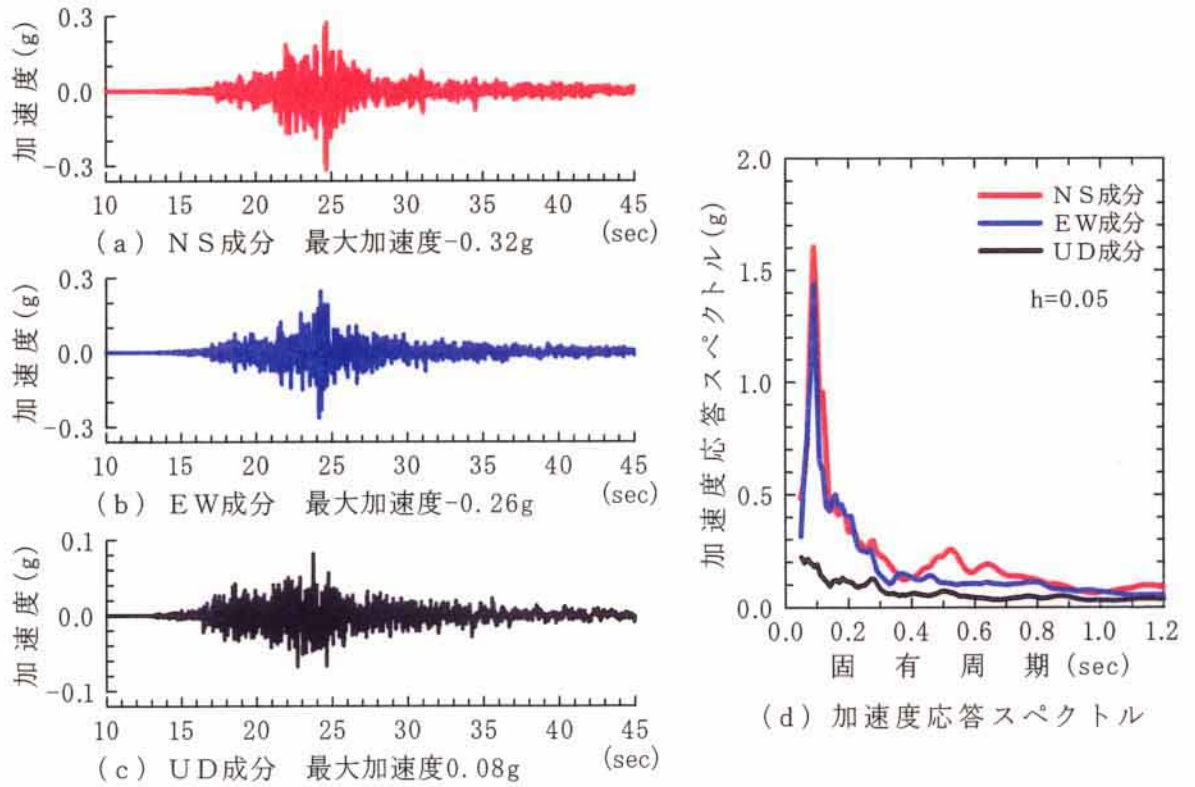 加速度(g)
0.3
0.0
-0.3
10 15 20 25 30 35 40 45
(a) NS成分 最大加速度-0.32g (sec)
加速度(g)
0.3
0.0
-0.3
10 15 20 25 30 35 40 45
(b) EW成分 最大加速度-0.26g (sec)
加速度(g)
0.1
0.0
-0.1
10 15 20 25 30 35 40 45
(c) UD成分 最大加速度0.08g (sec)
加速度応答スペクトル(g)
2.0
1.5
1.0
0.5
0.0
NS成分
EW成分
UD成分
h=0.05
0.0 0.2 0.4 0.6 0.8 1.0 1.2
固有周期(sec)
(d) 加速度応答スペクトル